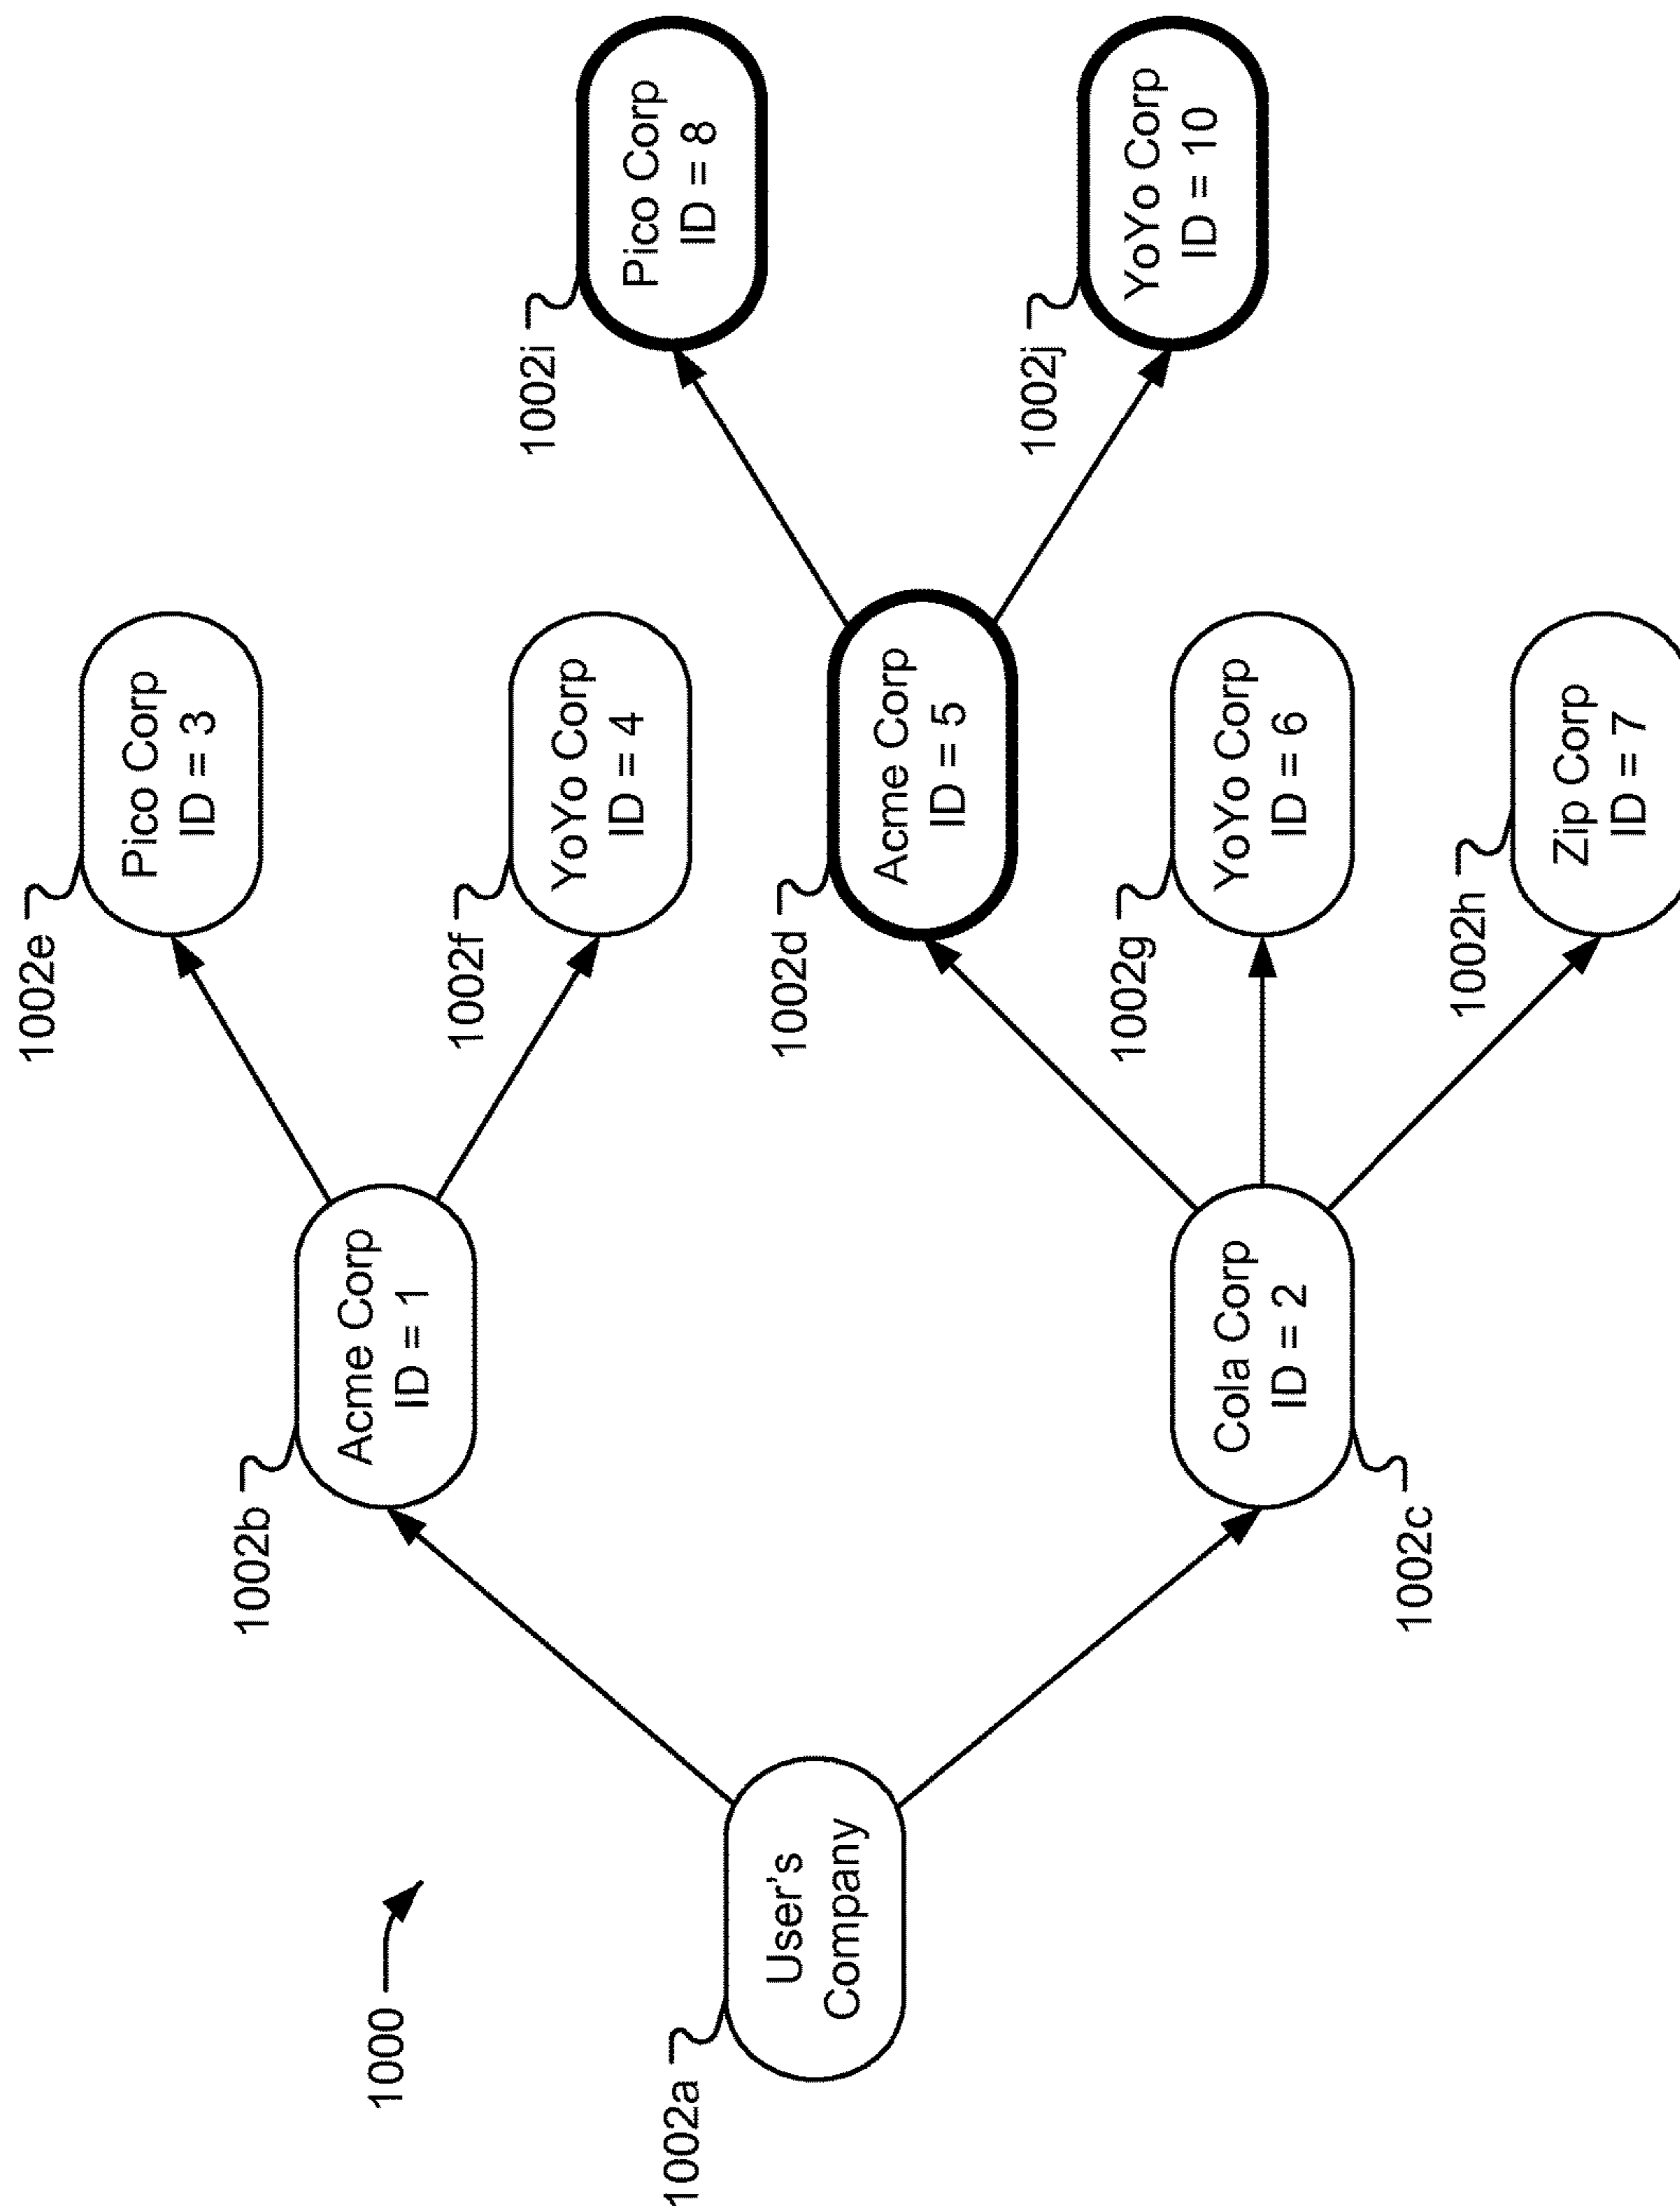 1000
1002a
User's
Company
1002b
Acme Corp
ID = 1
1002c
Cola Corp
ID = 2
1002e
Pico Corp
ID = 3
1002f
YoYo Corp
ID = 4
1002d
Acme Corp
ID = 5
1002g
YoYo Corp
ID = 6
1002h
Zip Corp
ID = 7
1002i
Pico Corp
ID = 8
1002j
YoYo Corp
ID = 10